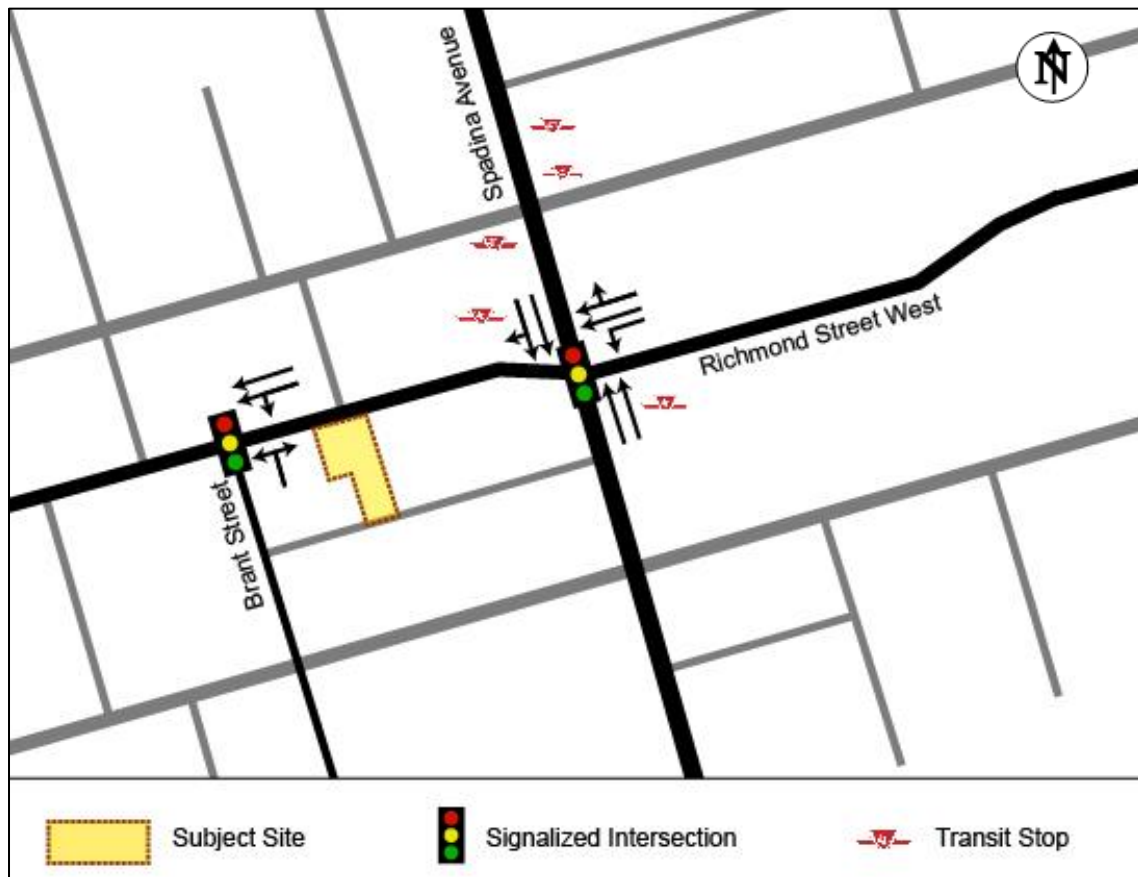 Spadina Avenue
N
Richmond Street West
Brant Street
Subject Site
Signalized Intersection
Transit Stop